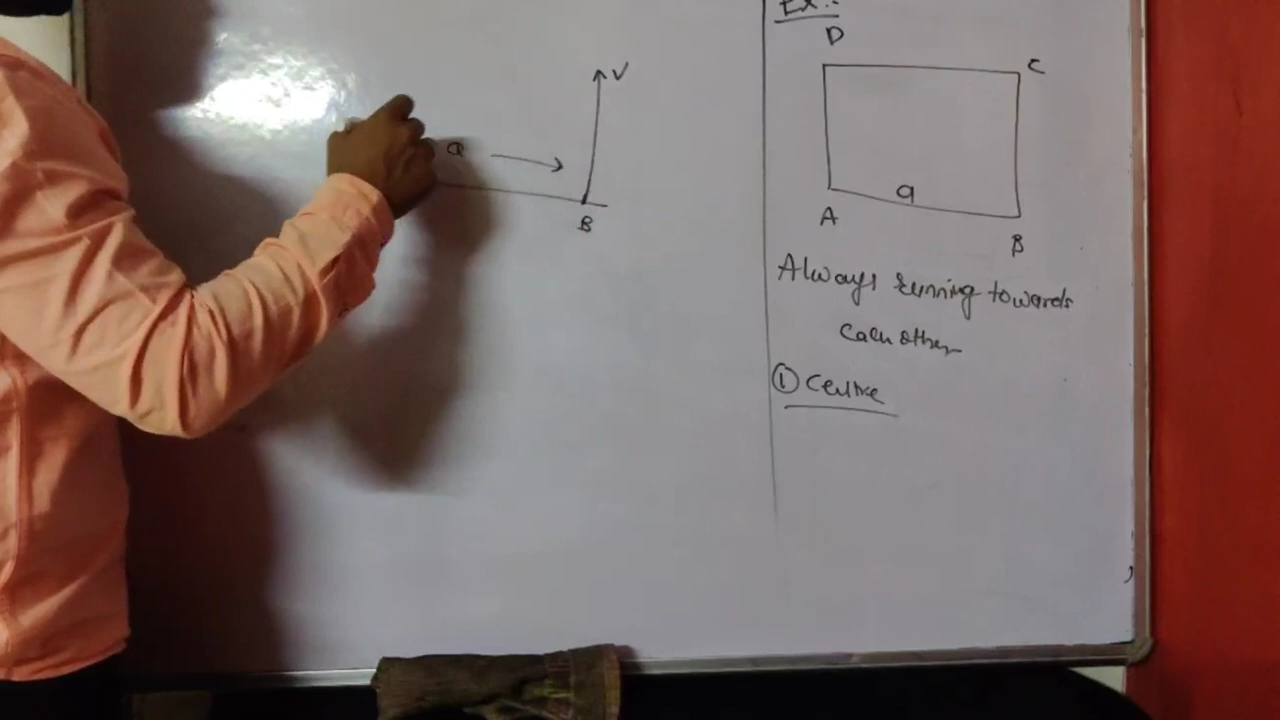 V
a
B
Ex:-
D
C
a
A
B
Always running towards
each other
① Centre